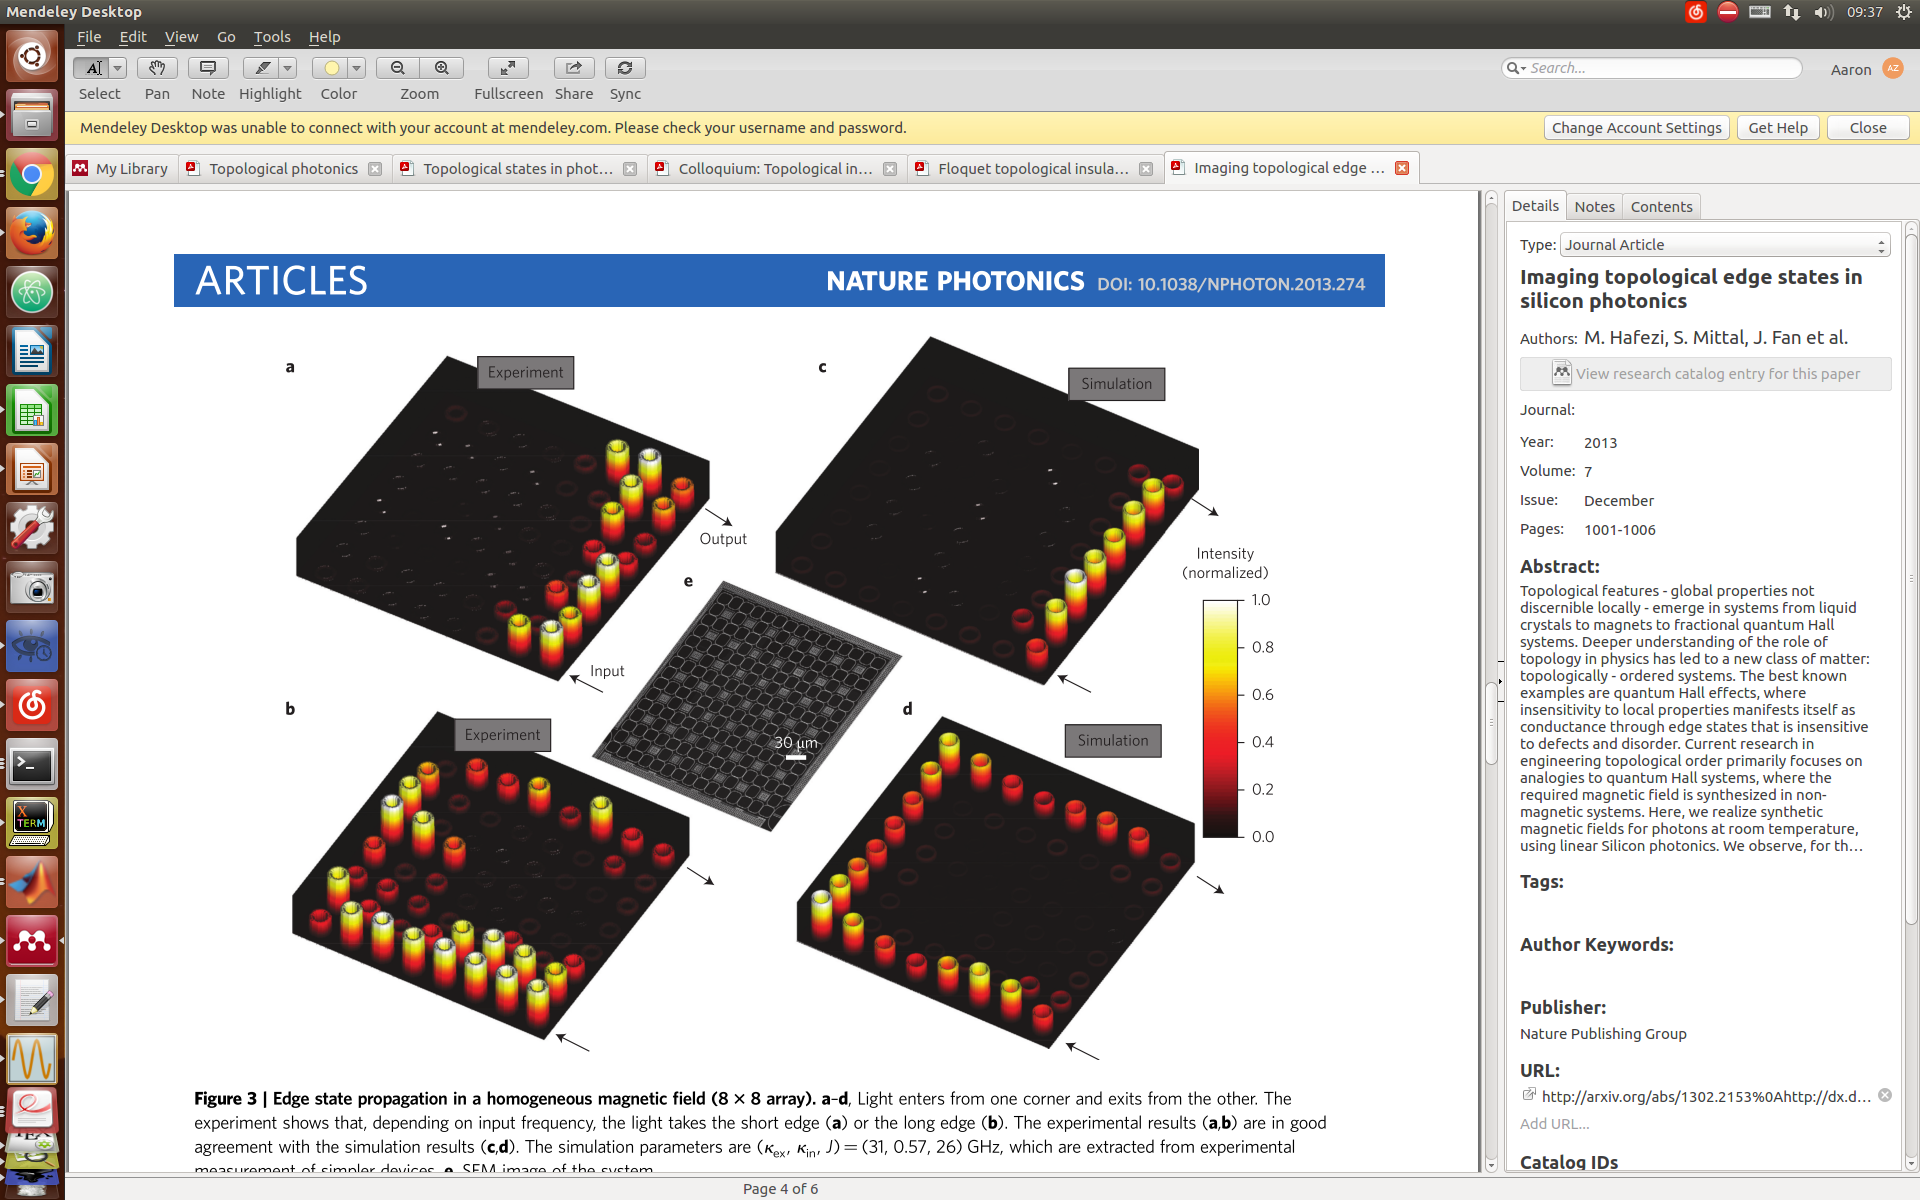 Mendeley Desktop
09:37
File Edit View Go Tools Help
Search...
Aaron AZ
Select Pan Note Highlight Color Zoom Fullscreen Share Sync
Mendeley Desktop was unable to connect with your account at mendeley.com. Please check your username and password.
Change Account Settings Get Help Close
My Library Topological photonics Topological states in phot... Colloquium: Topological in... Floquet topological insula... Imaging topological edge ...
ARTICLES
NATURE PHOTONICS DOI: 10.1038/NPHOTON.2013.274
a
Experiment
c
Simulation
Output
Input
e
30 µm
Intensity
(normalized)
1.0
0.8
0.6
0.4
0.2
0.0
b
Experiment
d
Simulation
Figure 3 | Edge state propagation in a homogeneous magnetic field (8 × 8 array). a–d, Light enters from one corner and exits from the other. The
experiment shows that, depending on input frequency, the light takes the short edge (a) or the long edge (b). The experimental results (a,b) are in good
agreement with the simulation results (c,d). The simulation parameters are (κex, κin, J) = (31, 0.57, 26) GHz, which are extracted from experimental
measurement of simpler devices. e, SEM image of the system.
Page 4 of 6
Details Notes Contents
Type: Journal Article
Imaging topological edge states in
silicon photonics
Authors: M. Hafezi, S. Mittal, J. Fan et al.
View research catalog entry for this paper
Journal:
Year: 2013
Volume: 7
Issue: December
Pages: 1001-1006
Abstract:
Topological features - global properties not
discernible locally - emerge in systems from liquid
crystals to magnets to fractional quantum Hall
systems. Deeper understanding of the role of
topology in physics has led to a new class of matter:
topologically - ordered systems. The best known
examples are quantum Hall effects, where
insensitivity to local properties manifests itself as
conductance through edge states that is insensitive
to defects and disorder. Current research in
engineering topological order primarily focuses on
analogies to quantum Hall systems, where the
required magnetic field is synthesized in non-
magnetic systems. Here, we realize synthetic
magnetic fields for photons at room temperature,
using linear Silicon photonics. We observe, for th...
Tags:
Author Keywords:
Publisher:
Nature Publishing Group
URL:
http://arxiv.org/abs/1302.2153%0Ahttp://dx.d...
Add URL...
Catalog IDs
X
TERM